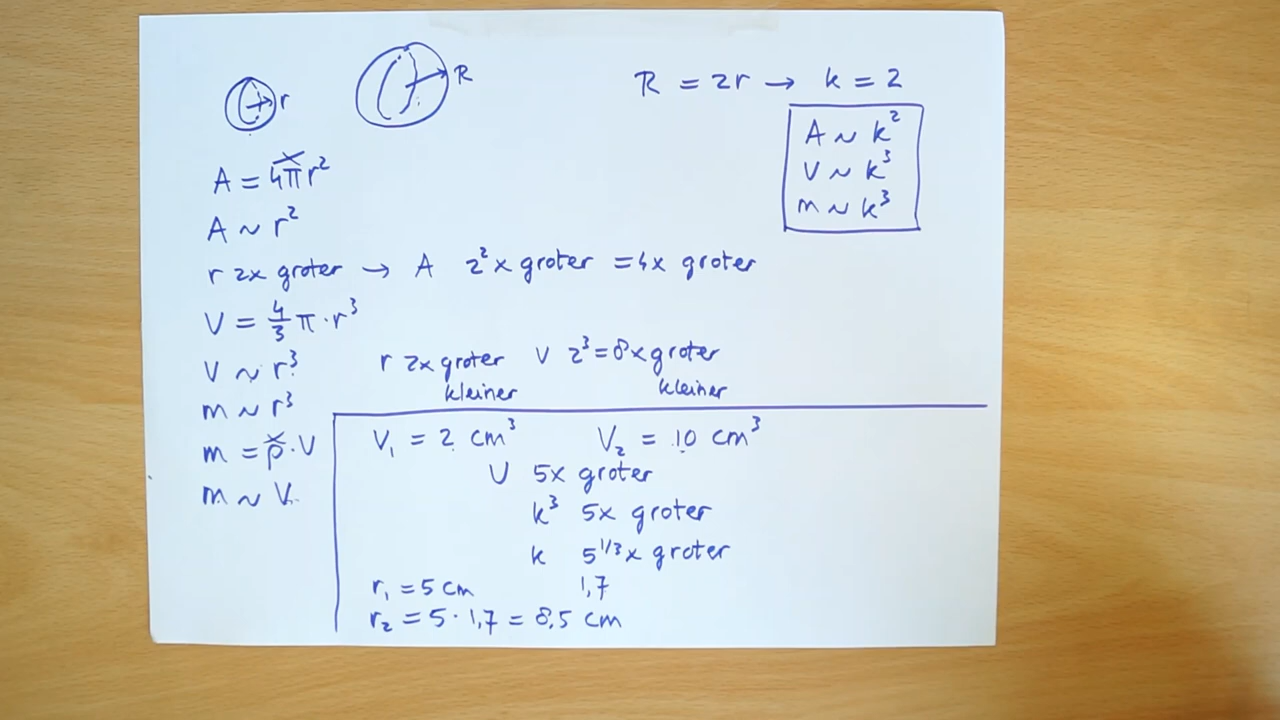 r
R
R = 2r → k = 2
A ~ k²
V ~ k³
m ~ k³
A = 4πr²
A ~ r²
r 2x groter → A 2² x groter = 4x groter
V = 4/3 π · r³
V ~ r³
r 2x groter V 2³ = 8x groter
kleiner kleiner
m ~ r³
m = ρ · V
m ~ V
V₁ = 2 cm³ V₂ = 10 cm³
V 5x groter
k³ 5x groter
k 5^1/3 x groter
r₁ = 5 cm 1,7
r₂ = 5 · 1,7 = 8,5 cm